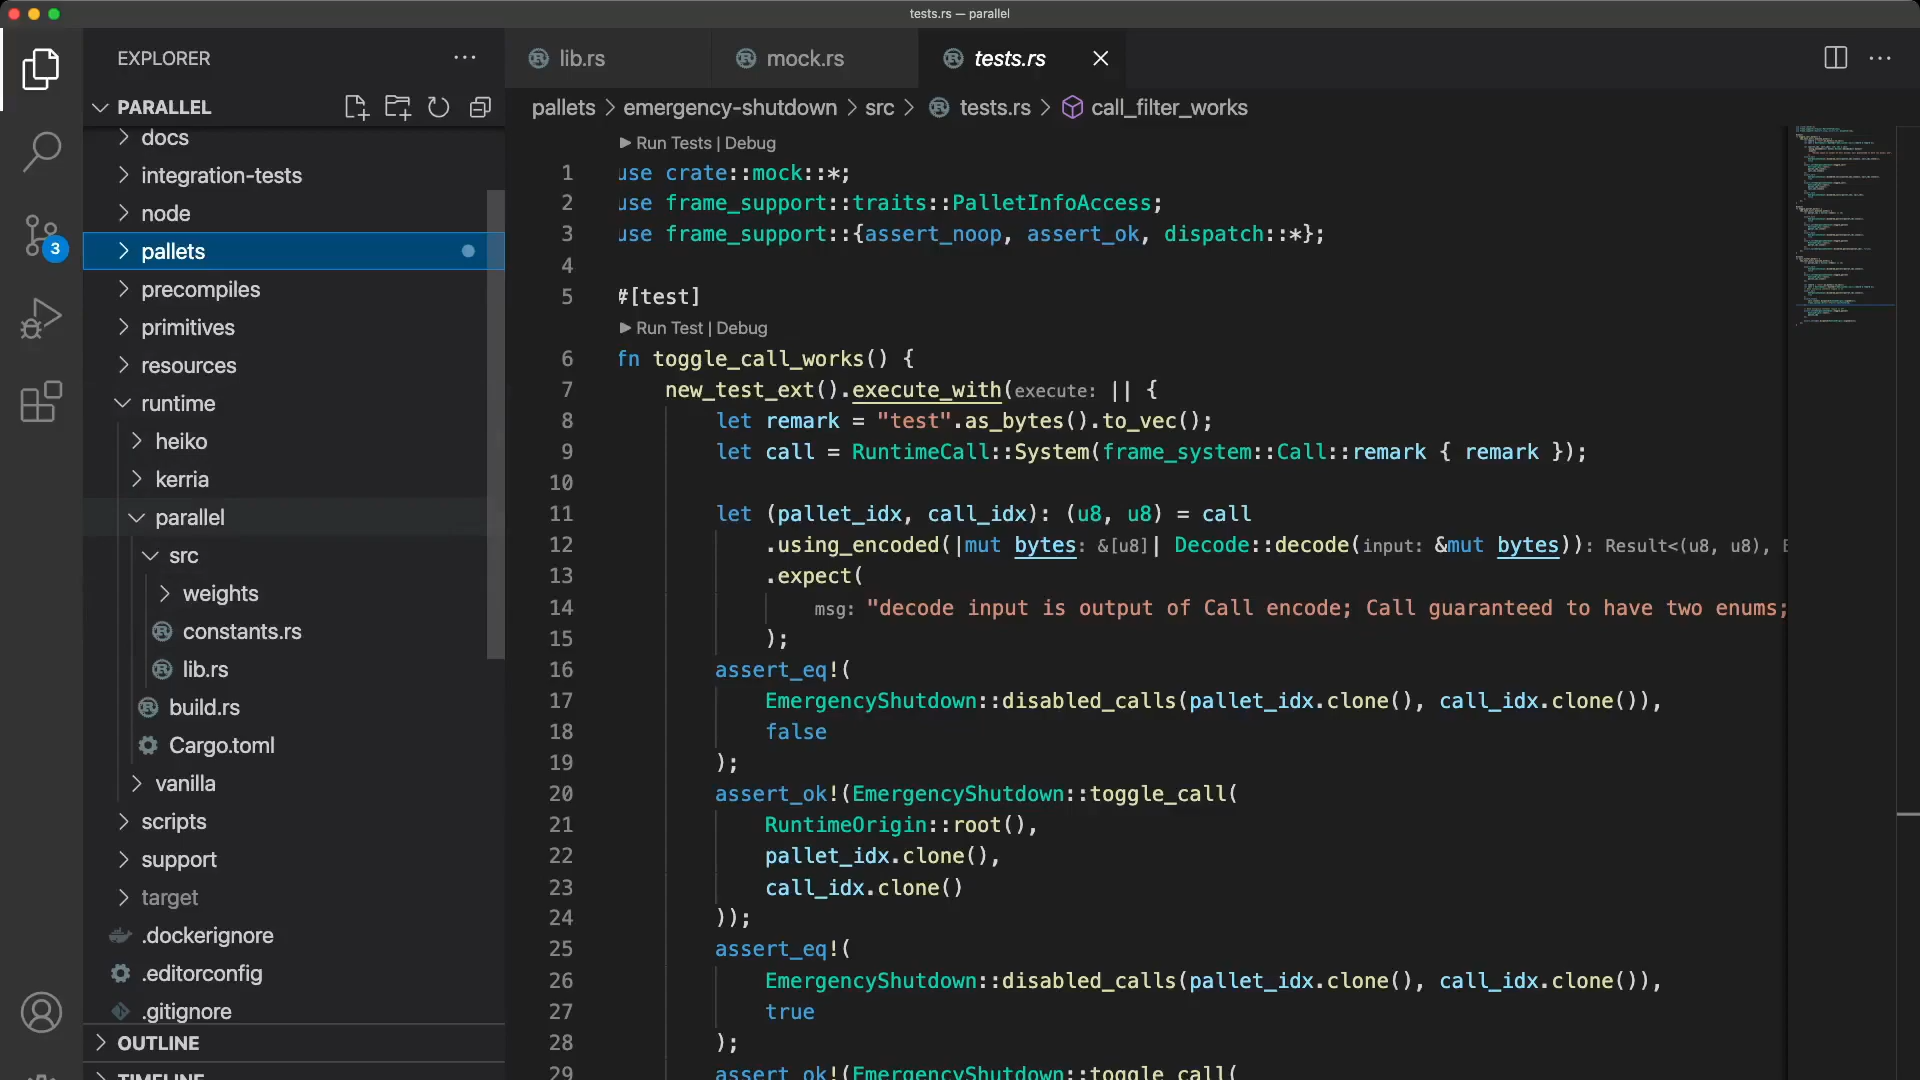 tests.rs — parallel
EXPLORER
PARALLEL
docs
integration-tests
node
pallets
precompiles
primitives
resources
runtime
heiko
kerria
parallel
src
weights
constants.rs
lib.rs
build.rs
Cargo.toml
vanilla
scripts
support
target
.dockerignore
.editorconfig
.gitignore
OUTLINE
TIMELINE
3
lib.rs
mock.rs
tests.rs
pallets > emergency-shutdown > src > tests.rs > call_filter_works
Run Tests | Debug
1 use crate::mock::*;
2 use frame_support::traits::PalletInfoAccess;
3 use frame_support::{assert_noop, assert_ok, dispatch::*};
4
5 #[test]
Run Test | Debug
6 fn toggle_call_works() {
7 new_test_ext().execute_with(execute: || {
8 let remark = "test".as_bytes().to_vec();
9 let call = RuntimeCall::System(frame_system::Call::remark { remark });
10
11 let (pallet_idx, call_idx): (u8, u8) = call
12 .using_encoded(|mut bytes: &[u8]| Decode::decode(input: &mut bytes)): Result<(u8, u8), E
13 .expect(
14 msg: "decode input is output of Call encode; Call guaranteed to have two enums;
15 );
16 assert_eq!(
17 EmergencyShutdown::disabled_calls(pallet_idx.clone(), call_idx.clone()),
18 false
19 );
20 assert_ok!(EmergencyShutdown::toggle_call(
21 RuntimeOrigin::root(),
22 pallet_idx.clone(),
23 call_idx.clone()
24 ));
25 assert_eq!(
26 EmergencyShutdown::disabled_calls(pallet_idx.clone(), call_idx.clone()),
27 true
28 );
29 assert_ok!(EmergencyShutdown::toggle_call(